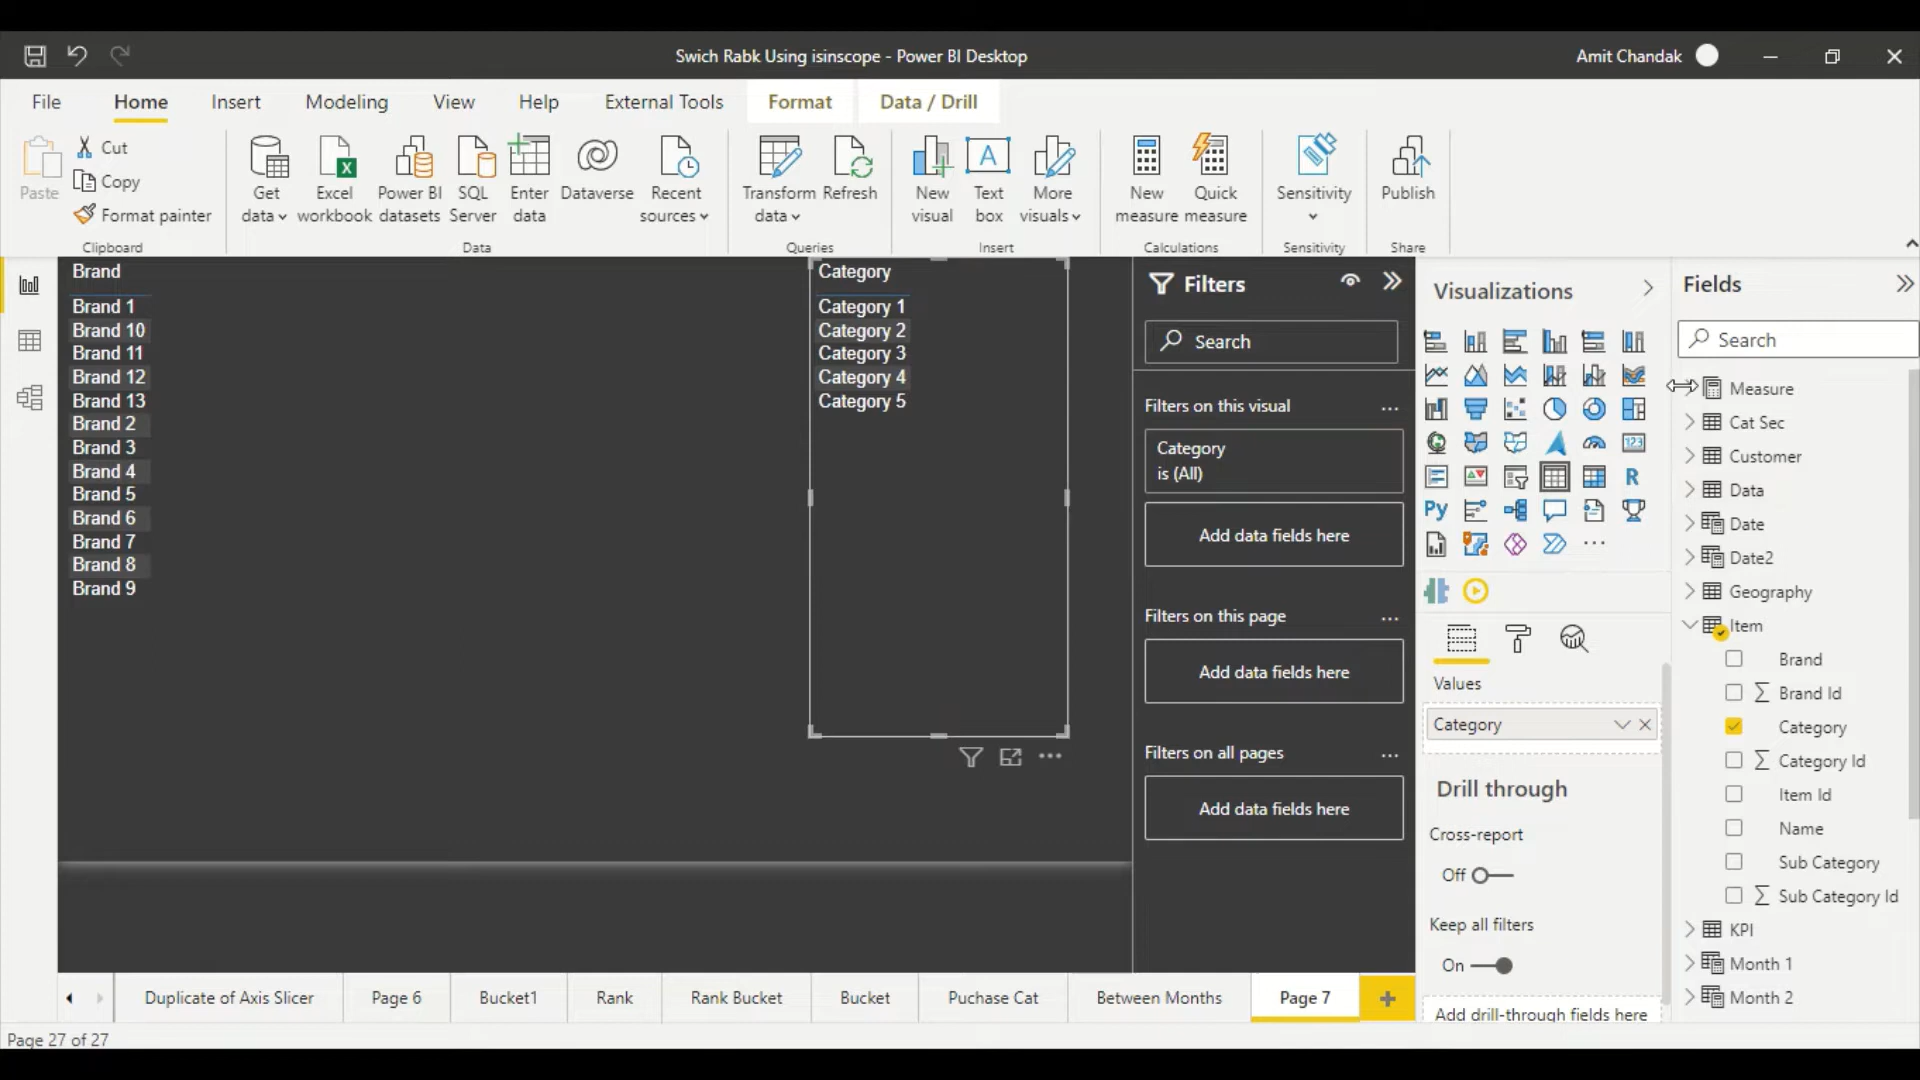 Swich Rabk Using isinscope - Power BI Desktop
Amit Chandak
File Home Insert Modeling View Help External Tools Format Data / Drill
Paste
Cut
Copy
Format painter
Clipboard
Get data
Excel workbook
Power BI datasets
SQL Server
Enter data
Dataverse
Recent sources
Data
Transform data
Refresh
Queries
New visual
Text box
More visuals
Insert
New measure
Quick measure
Calculations
Sensitivity
Sensitivity
Publish
Share
Brand
Brand 1
Brand 10
Brand 11
Brand 12
Brand 13
Brand 2
Brand 3
Brand 4
Brand 5
Brand 6
Brand 7
Brand 8
Brand 9
Category
Category 1
Category 2
Category 3
Category 4
Category 5
Filters
Search
Filters on this visual
Category
is (All)
Add data fields here
Filters on this page
Add data fields here
Filters on all pages
Add data fields here
Visualizations
123
R
Py
Values
Category
Drill through
Cross-report
Off
Keep all filters
On
Add drill-through fields here
Fields
Search
Measure
Cat Sec
Customer
Data
Date
Date2
Geography
Item
Brand
Brand Id
Category
Category Id
Item Id
Name
Sub Category
Sub Category Id
KPI
Month 1
Month 2
Duplicate of Axis Slicer Page 6 Bucket1 Rank Rank Bucket Bucket Puchase Cat Between Months Page 7
Page 27 of 27